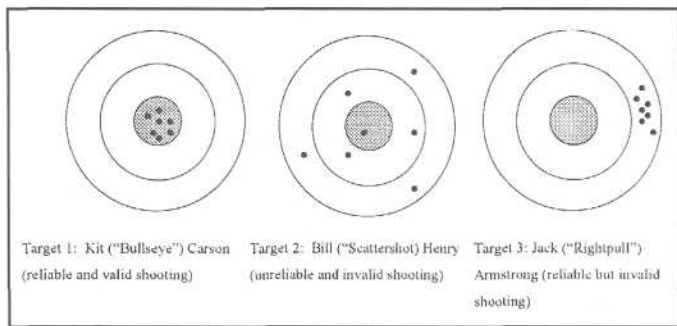 Target 1: Kit ("Bullseye") Carson
(reliable and valid shooting)
Target 2: Bill ("Scattershot) Henry
(unreliable and invalid shooting)
Target 3: Jack ("Rightpull")
Armstrong (reliable but invalid
shooting)